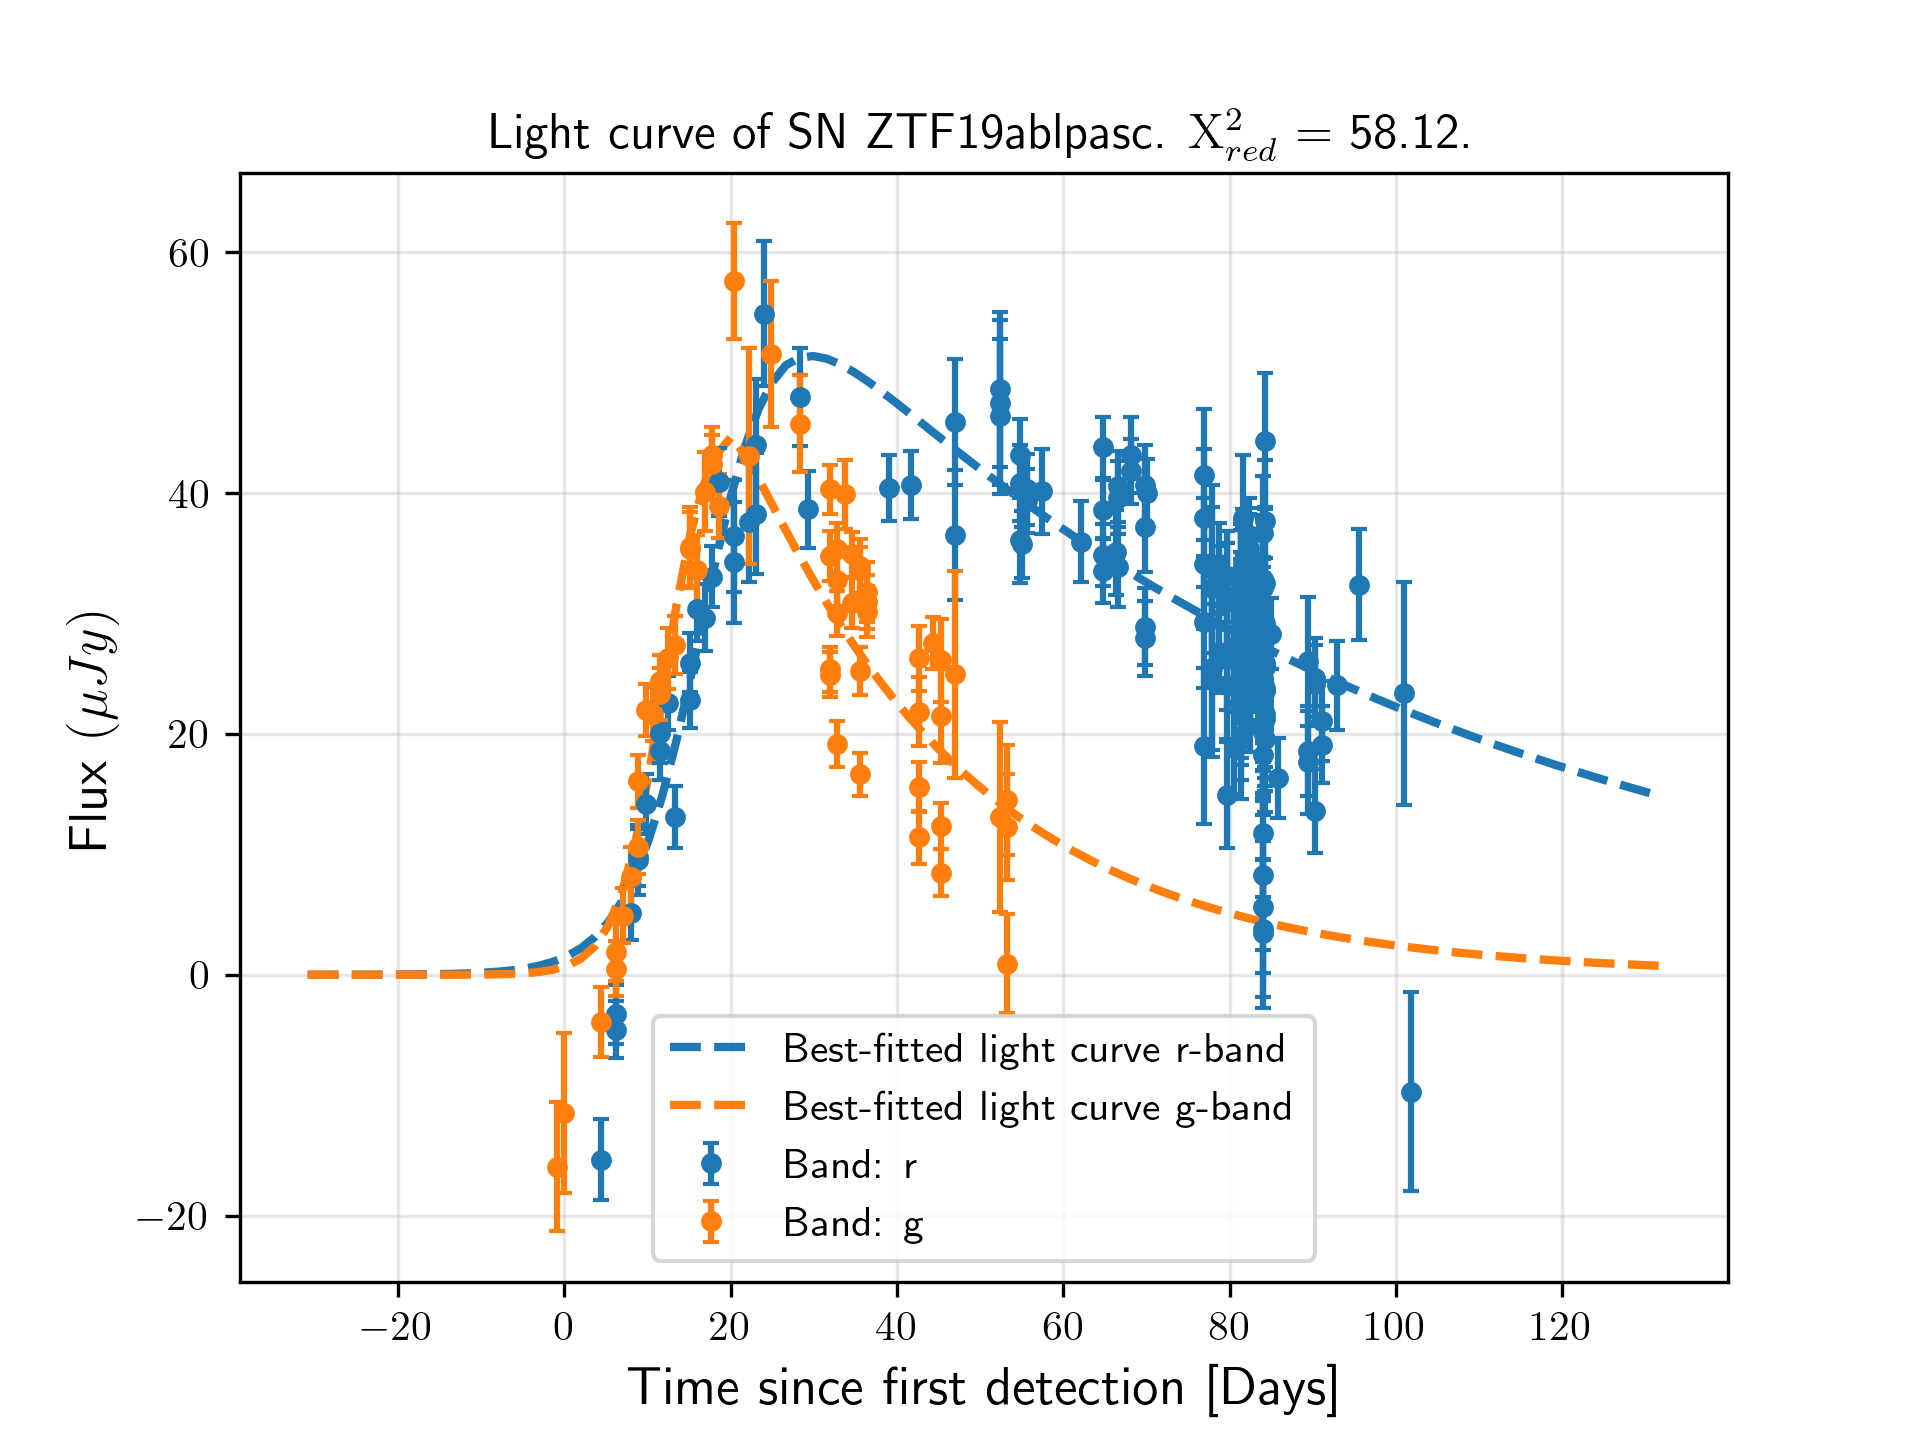 Light curve of SN ZTF19ablpasc. X²_red = 58.12.
60
40
20
0
−20
Flux (μJy)
−20 0 20 40 60 80 100 120
Time since first detection [Days]
Best-fitted light curve r-band
Best-fitted light curve g-band
Band: r
Band: g